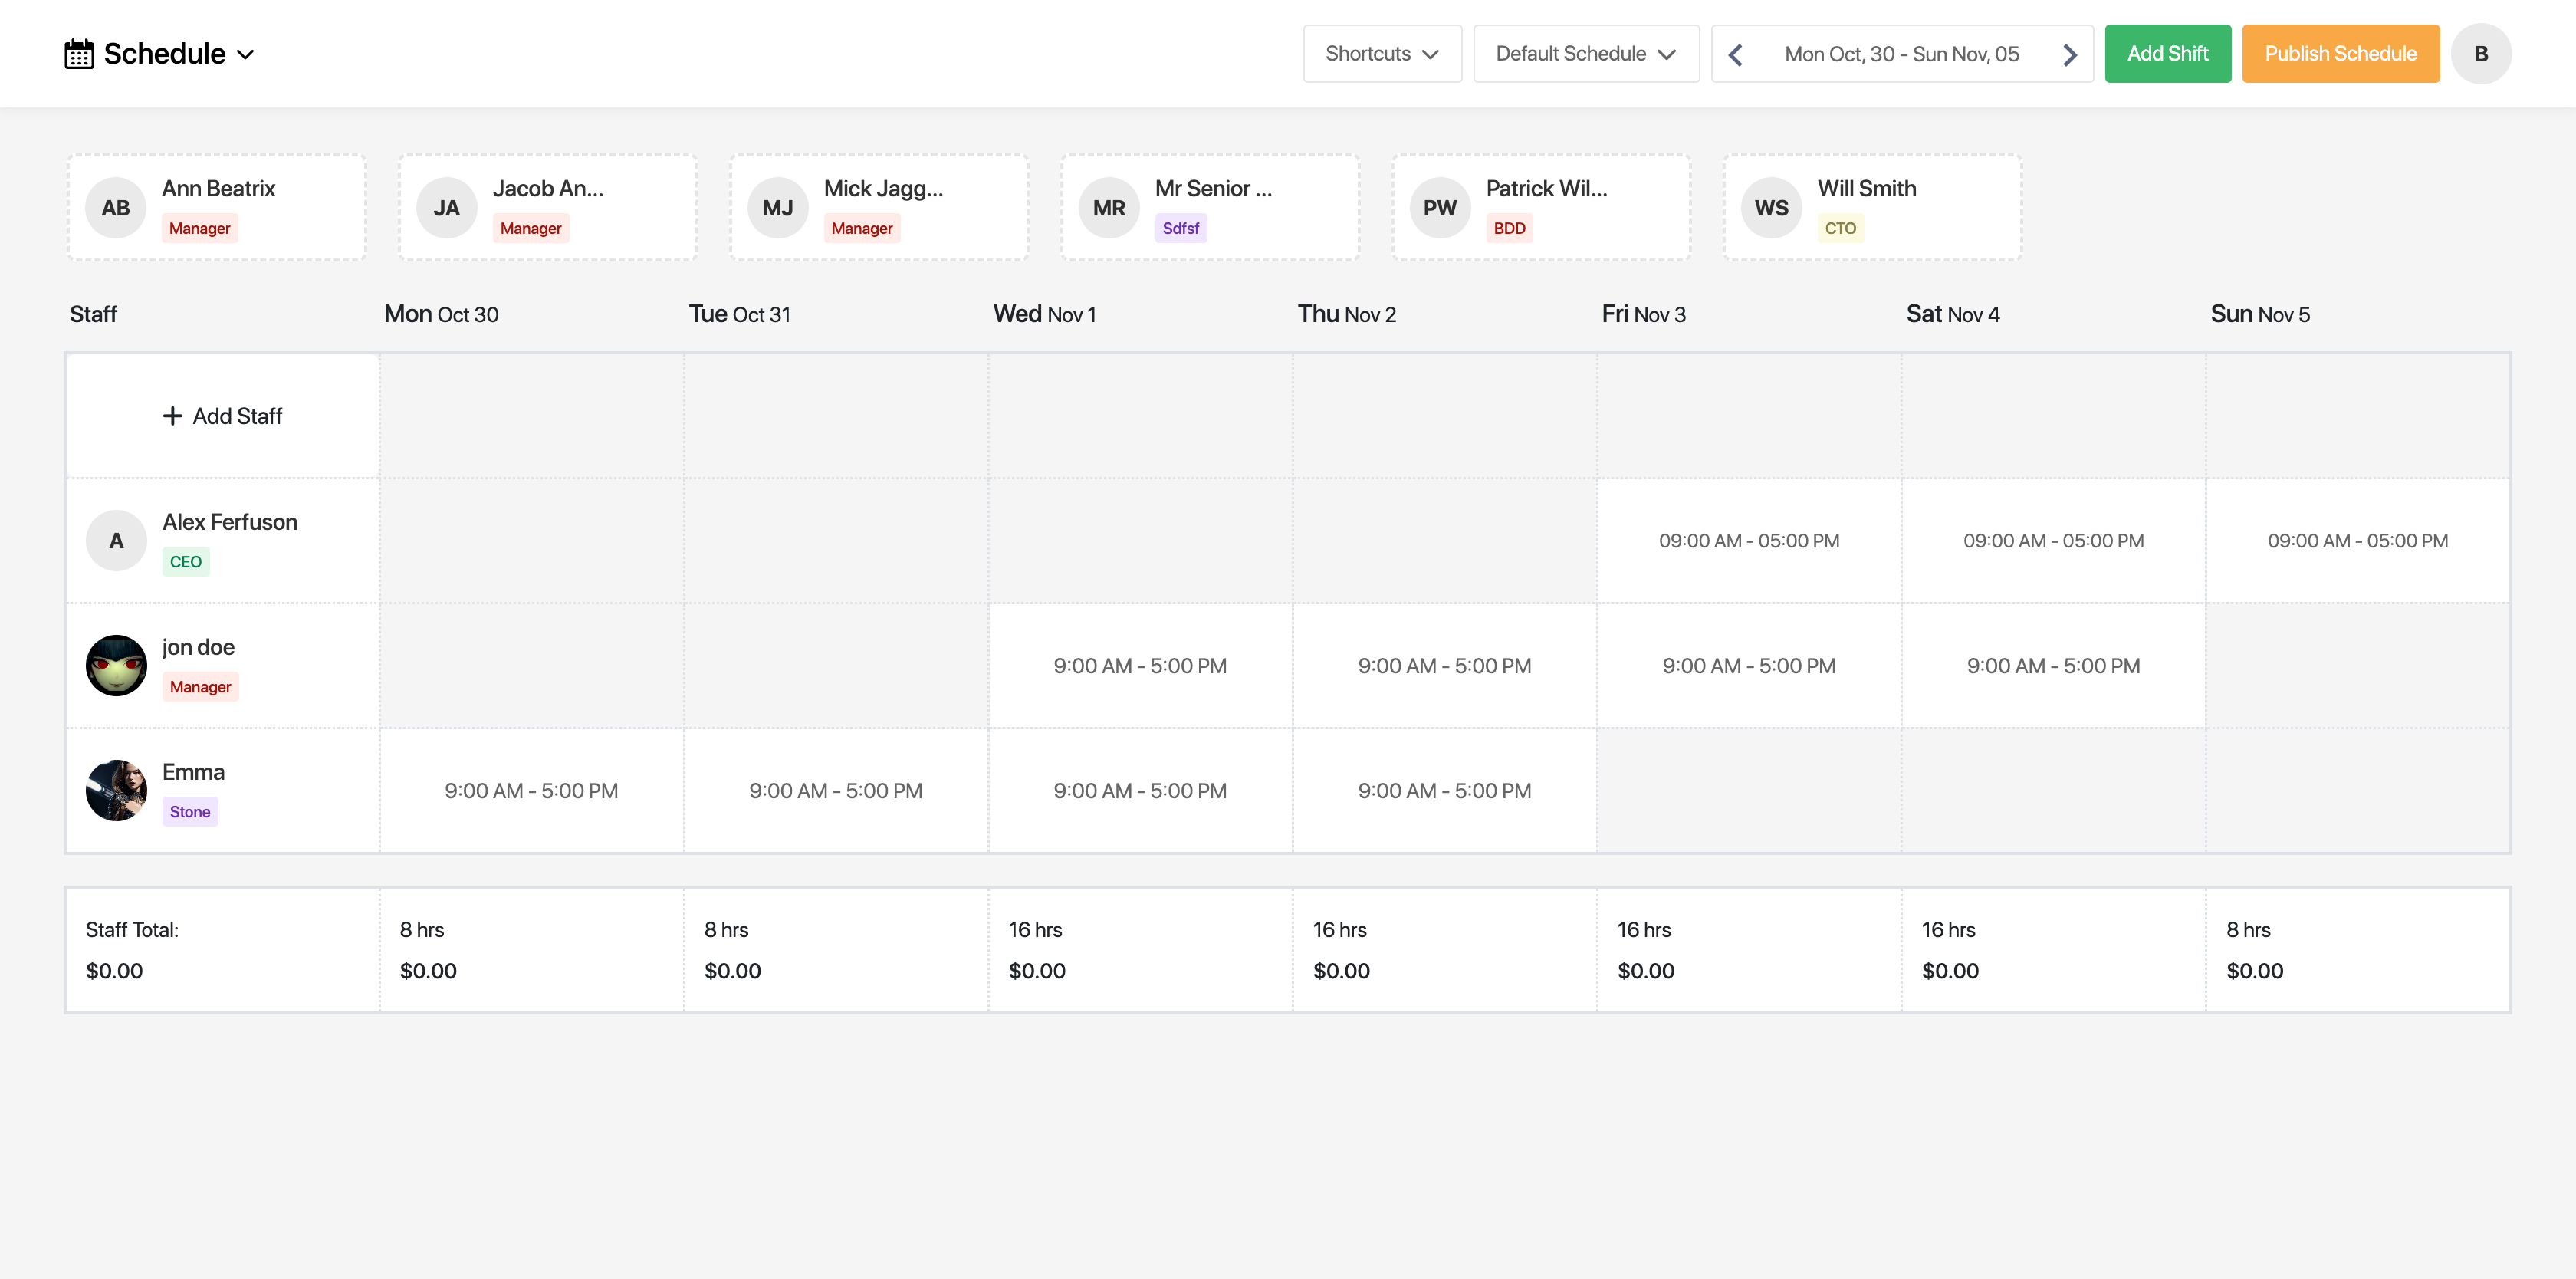 Schedule
Shortcuts
Default Schedule
Mon Oct, 30 - Sun Nov, 05
Add Shift
Publish Schedule
B
AB
Ann Beatrix
Manager
JA
Jacob An...
Manager
MJ
Mick Jagg...
Manager
MR
Mr Senior ...
Sdfsf
PW
Patrick Wil...
BDD
WS
Will Smith
CTO
Staff
Mon Oct 30
Tue Oct 31
Wed Nov 1
Thu Nov 2
Fri Nov 3
Sat Nov 4
Sun Nov 5
Add Staff
A
Alex Ferfuson
CEO
09:00 AM - 05:00 PM
09:00 AM - 05:00 PM
09:00 AM - 05:00 PM
jon doe
Manager
9:00 AM - 5:00 PM
9:00 AM - 5:00 PM
9:00 AM - 5:00 PM
9:00 AM - 5:00 PM
Emma
Stone
9:00 AM - 5:00 PM
9:00 AM - 5:00 PM
9:00 AM - 5:00 PM
9:00 AM - 5:00 PM
Staff Total:
$0.00
8 hrs
$0.00
8 hrs
$0.00
16 hrs
$0.00
16 hrs
$0.00
16 hrs
$0.00
16 hrs
$0.00
8 hrs
$0.00